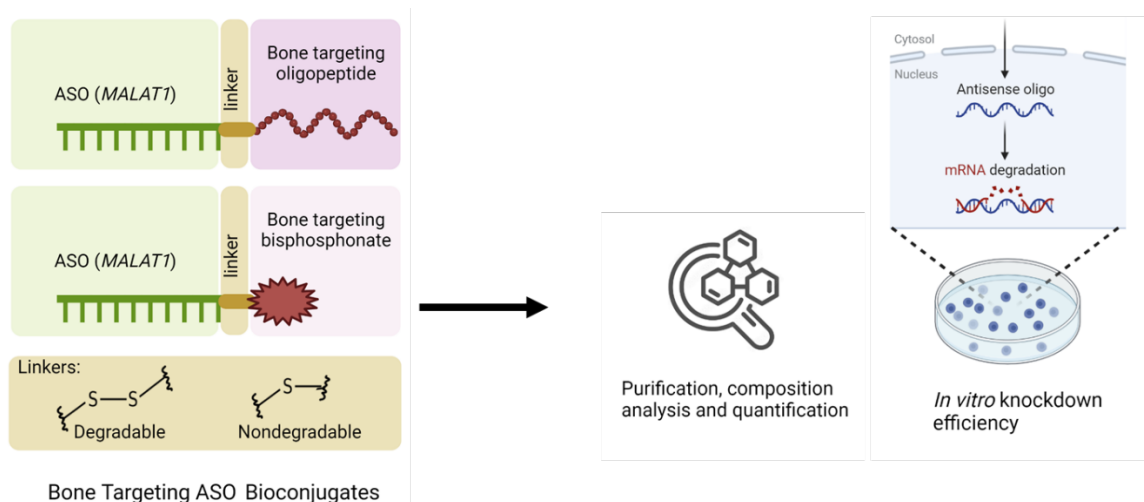 ASO (MALAT1)
linker
Bone targeting
oligopeptide
ASO (MALAT1)
linker
Bone targeting
bisphosphonate
Linkers:
S
S
Degradable
S
Nondegradable
Bone Targeting ASO Bioconjugates
Purification, composition
analysis and quantification
Cytosol
Nucleus
Antisense oligo
mRNA degradation
In vitro knockdown
efficiency